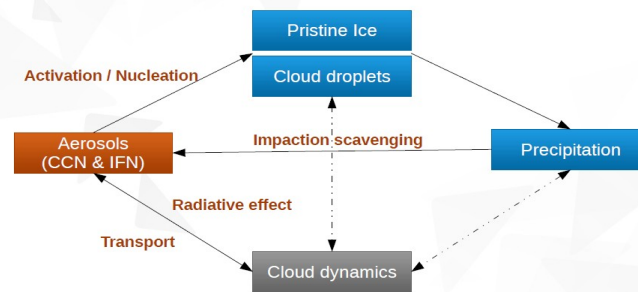 Pristine Ice
Activation / Nucleation
Cloud droplets
Aerosols
(CCN & IFN)
Impaction scavenging
Precipitation
Radiative effect
Transport
Cloud dynamics